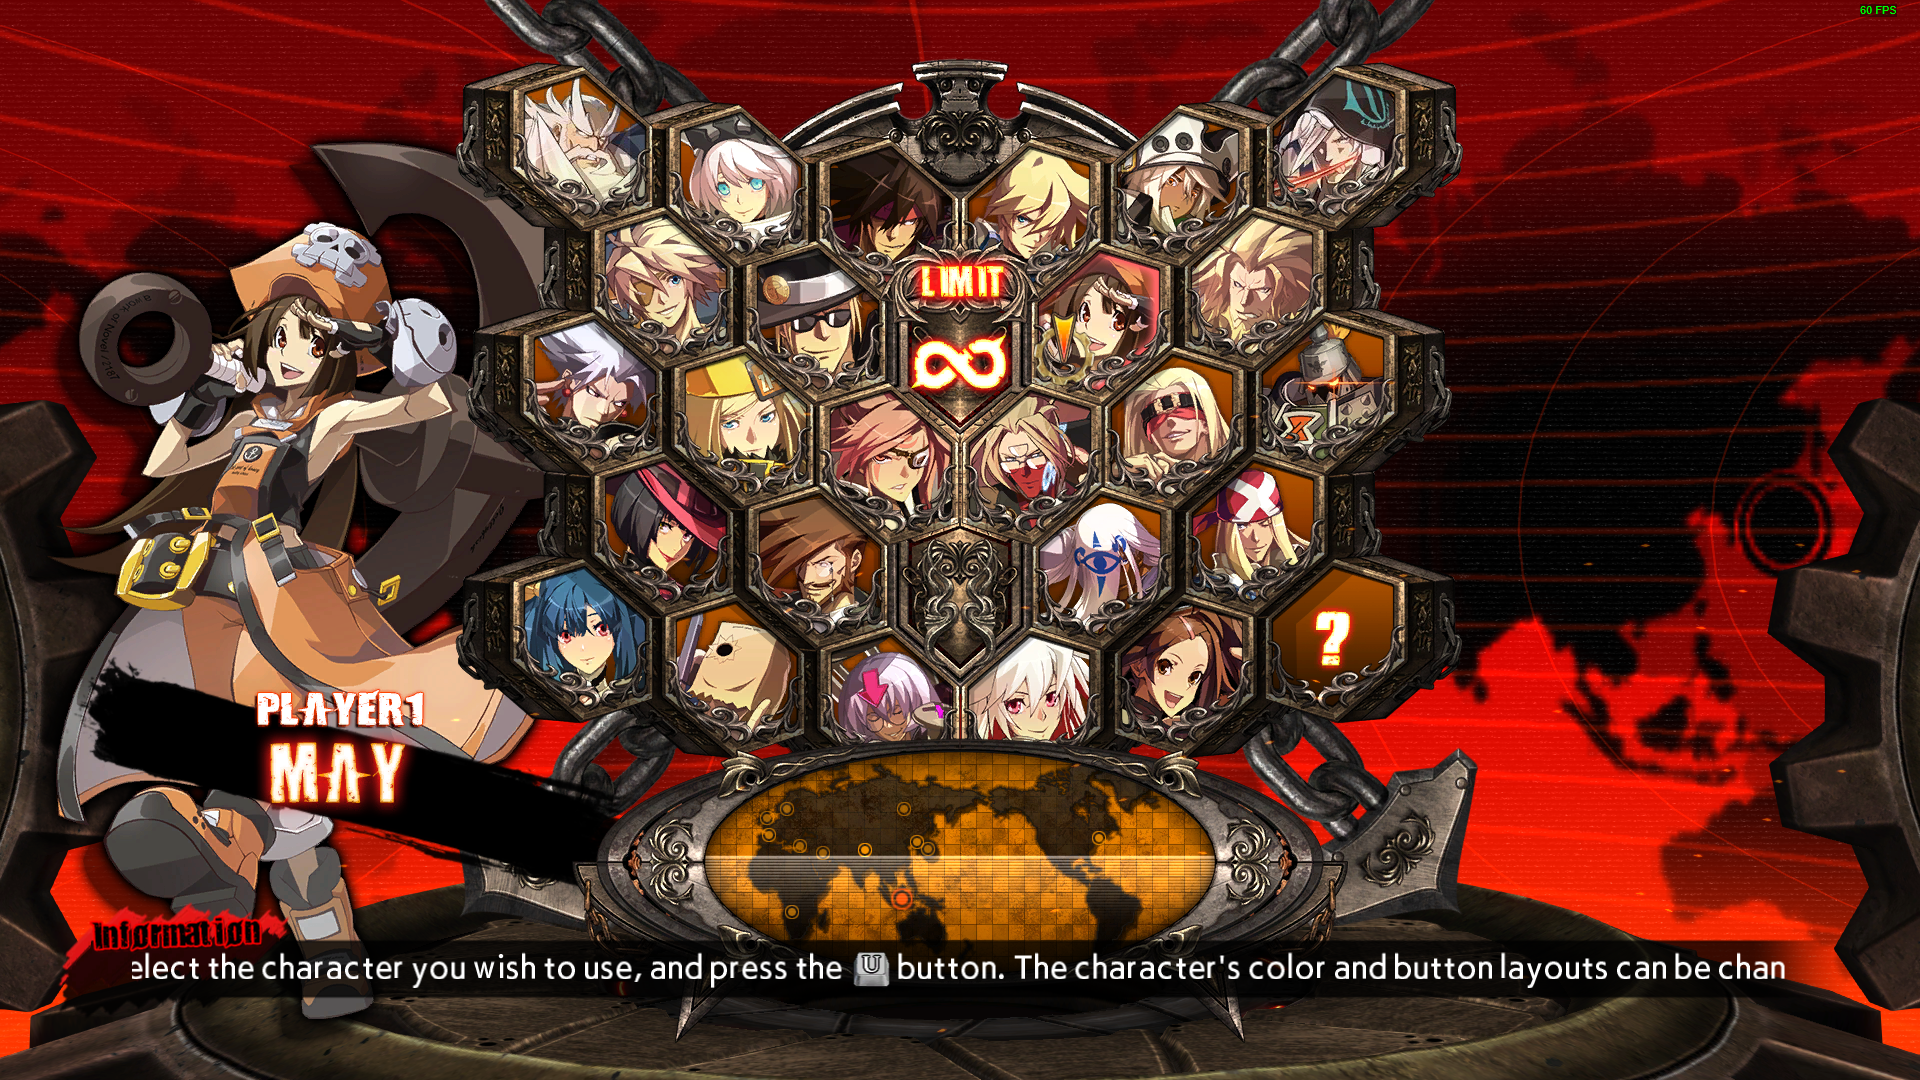 60 FPS
LIMIT
∞
?
PLAYER1
MAY
Information
elect the character you wish to use, and press the U button. The character's color and button layouts can be chan